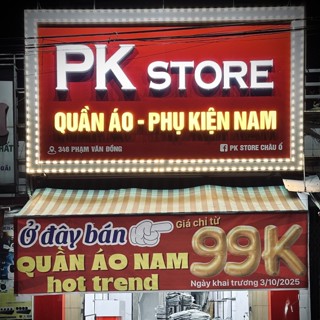 PK STORE
QUẦN ÁO - PHỤ KIỆN NAM
346 PHẠM VĂN ĐỒNG
PK STORE CHÂU Ổ
Ở đây bán
Giá chỉ từ
99K
QUẦN ÁO NAM
hot trend
Ngày khai trương 3/10/2025